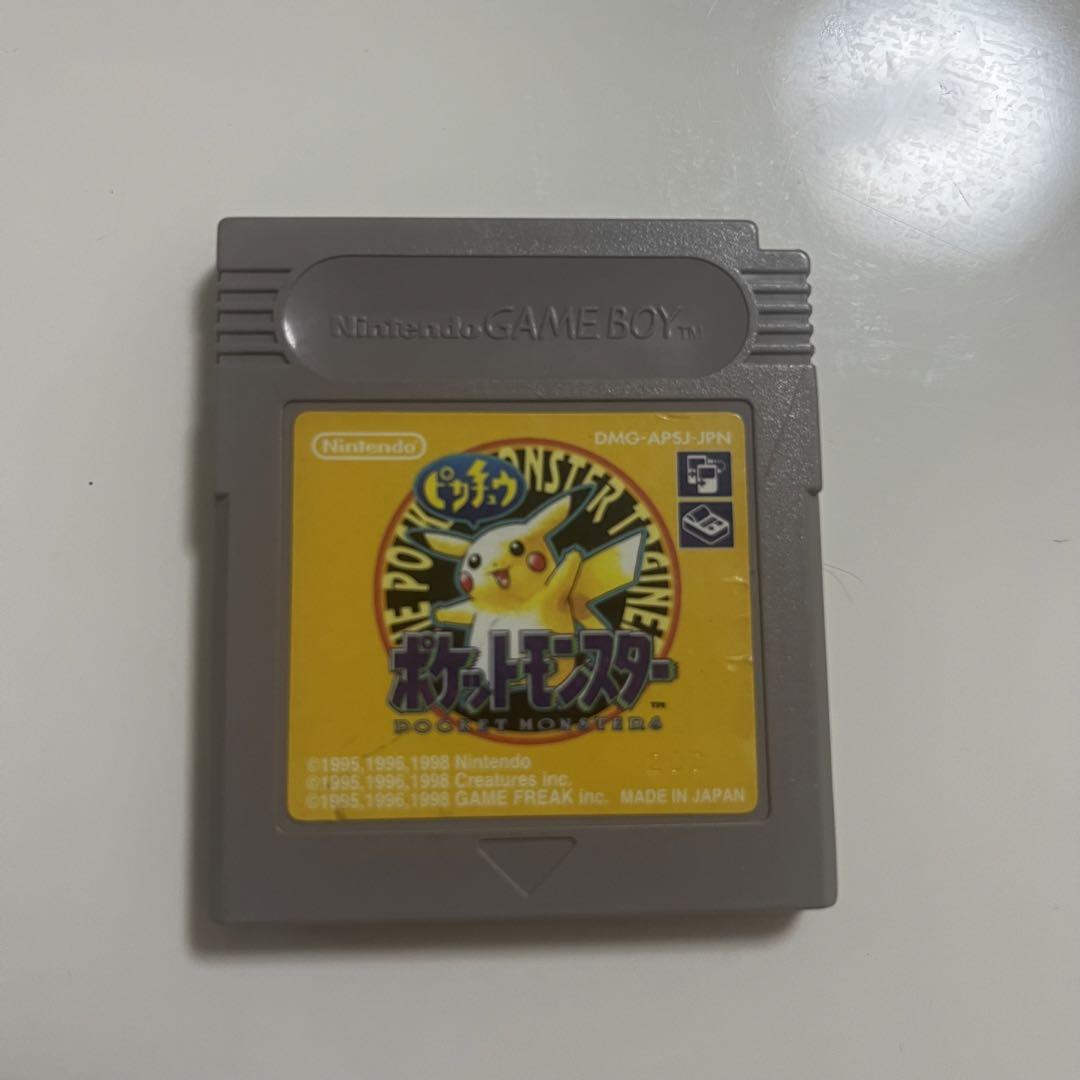 Nintendo GAME BOY™
Nintendo
DMG-APSJ-JPN
ピカチュウ
THE POCKET MONSTER TRAINER
ポケットモンスター
™
POCKET MONSTERS
©1995,1996,1998 Nintendo
©1995,1996,1998 Creatures inc.
©1995,1996,1998 GAME FREAK inc. MADE IN JAPAN